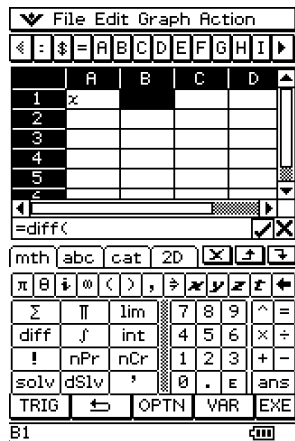 File Edit Graph Action
: $ = A B C D E F G H I
A B C D
1 x
2
3
4
5
=diff(
mth abc cat 2D
π θ i ∞ ( ) , ⇒ x y z t
Σ Π lim 7 8 9 ^ =
diff ∫ int 4 5 6 × ÷
! nPr nCr 1 2 3 + -
solv dSlv ' 0 . E ans
TRIG OPTN VAR EXE
B1